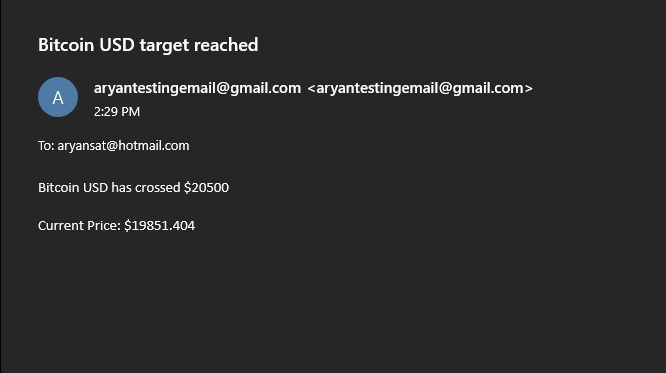 Bitcoin USD target reached
A
aryantestingemail@gmail.com <aryantestingemail@gmail.com>
2:29 PM
To: aryansat@hotmail.com
Bitcoin USD has crossed $20500
Current Price: $19851.404